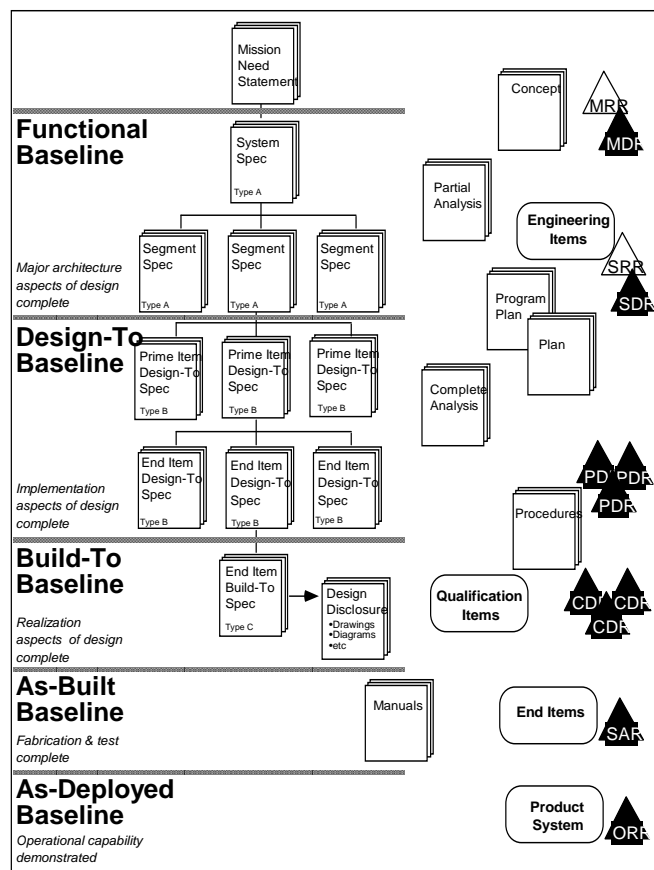 Mission
Need
Statement
Concept
MRR
MDR
Functional
Baseline
System
Spec
Type A
Partial
Analysis
Engineering
Items
Segment
Spec
Type A
Segment
Spec
Type A
Segment
Spec
Type A
Major architecture
aspects of design
complete
SRR
SDR
Program
Plan
Plan
Design-To
Baseline
Prime Item
Design-To
Spec
Type B
Prime Item
Design-To
Spec
Type B
Prime Item
Design-To
Spec
Type B
Complete
Analysis
End Item
Design-To
Spec
Type B
End Item
Design-To
Spec
Type B
End Item
Design-To
Spec
Type B
Implementation
aspects of design
complete
PDR
PDR
PDR
Procedures
Build-To
Baseline
Realization
aspects of design
complete
End Item
Build-To
Spec
Type C
Design
Disclosure
•Drawings
•Diagrams
•etc
Qualification
Items
CDR
CDR
CDR
As-Built
Baseline
Fabrication & test
complete
Manuals
End Items
SAR
As-Deployed
Baseline
Operational capability
demonstrated
Product
System
ORR